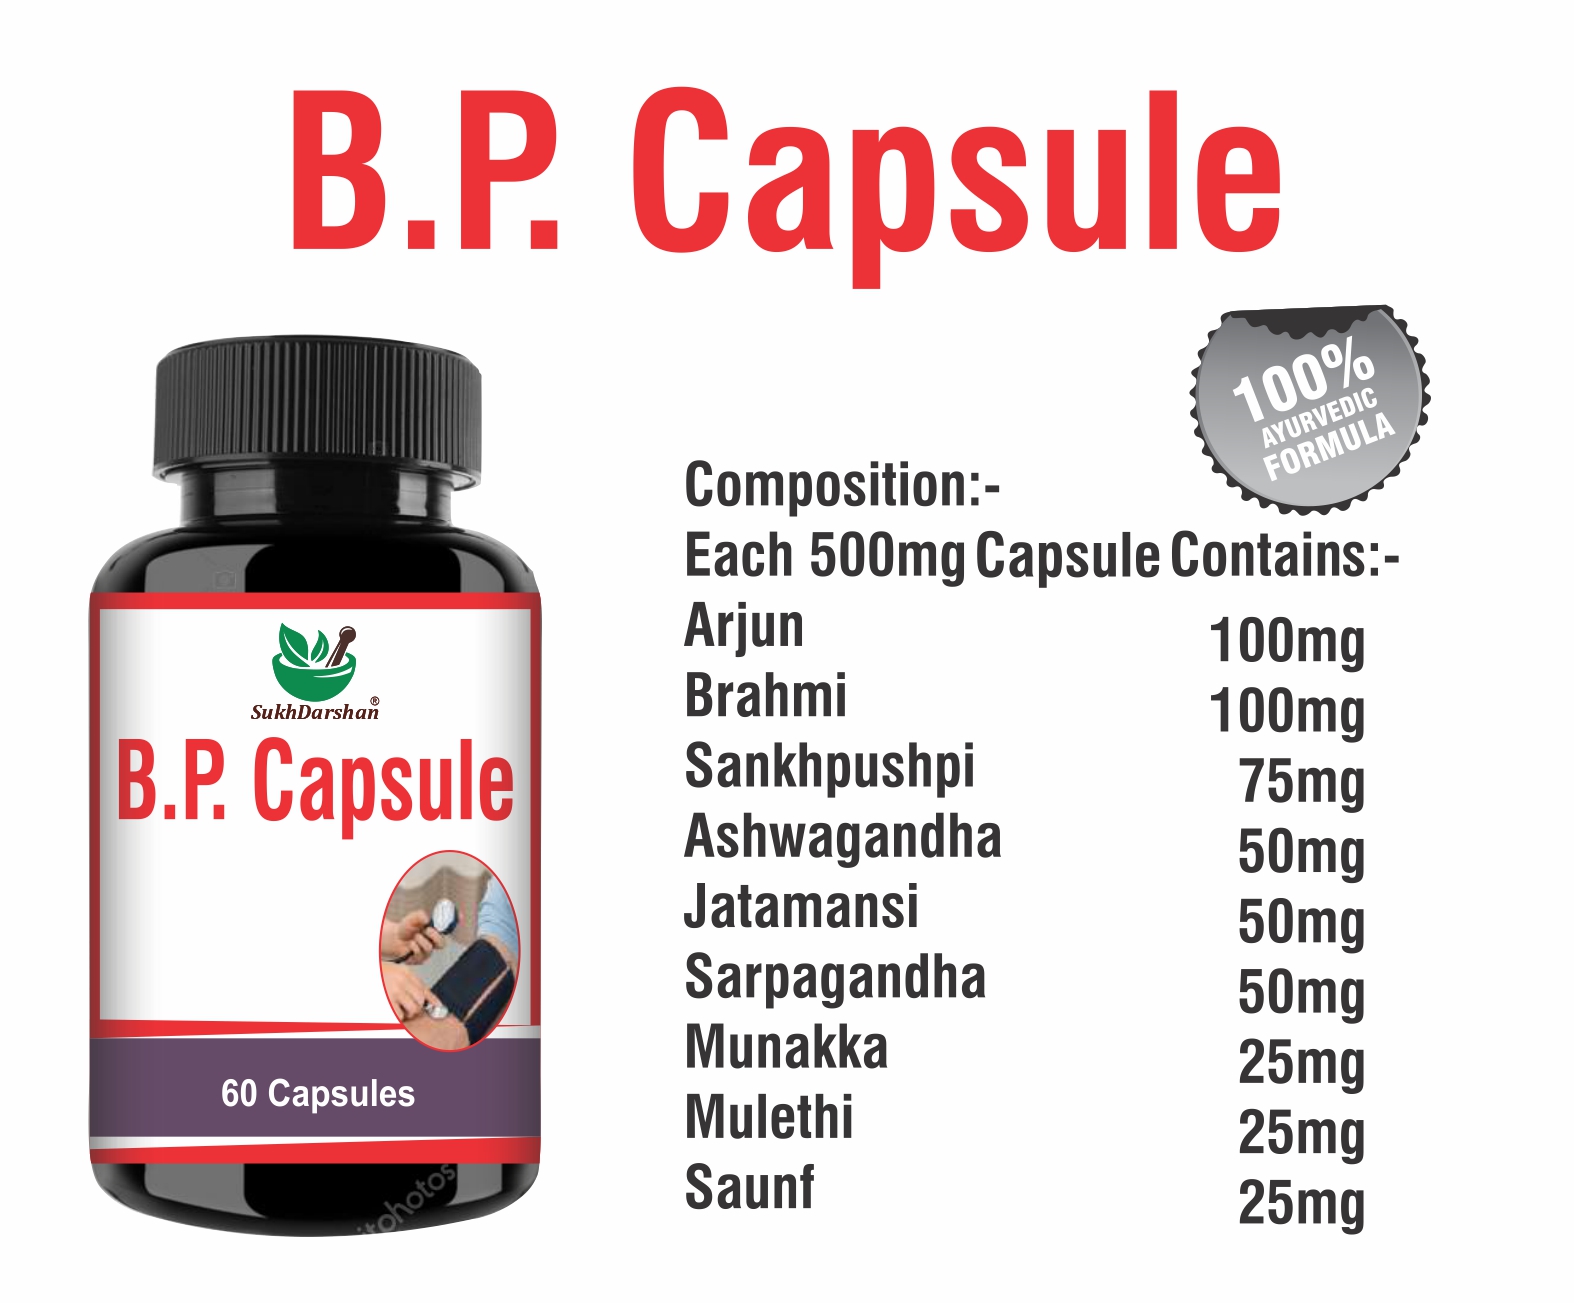 B.P. Capsule
100%
AYURVEDIC
FORMULA
SukhDarshan®
B.P. Capsule
60 Capsules
Composition:-
Each 500mg Capsule Contains:-
Arjun 100mg
Brahmi 100mg
Sankhpushpi 75mg
Ashwagandha 50mg
Jatamansi 50mg
Sarpagandha 50mg
Munakka 25mg
Mulethi 25mg
Saunf 25mg